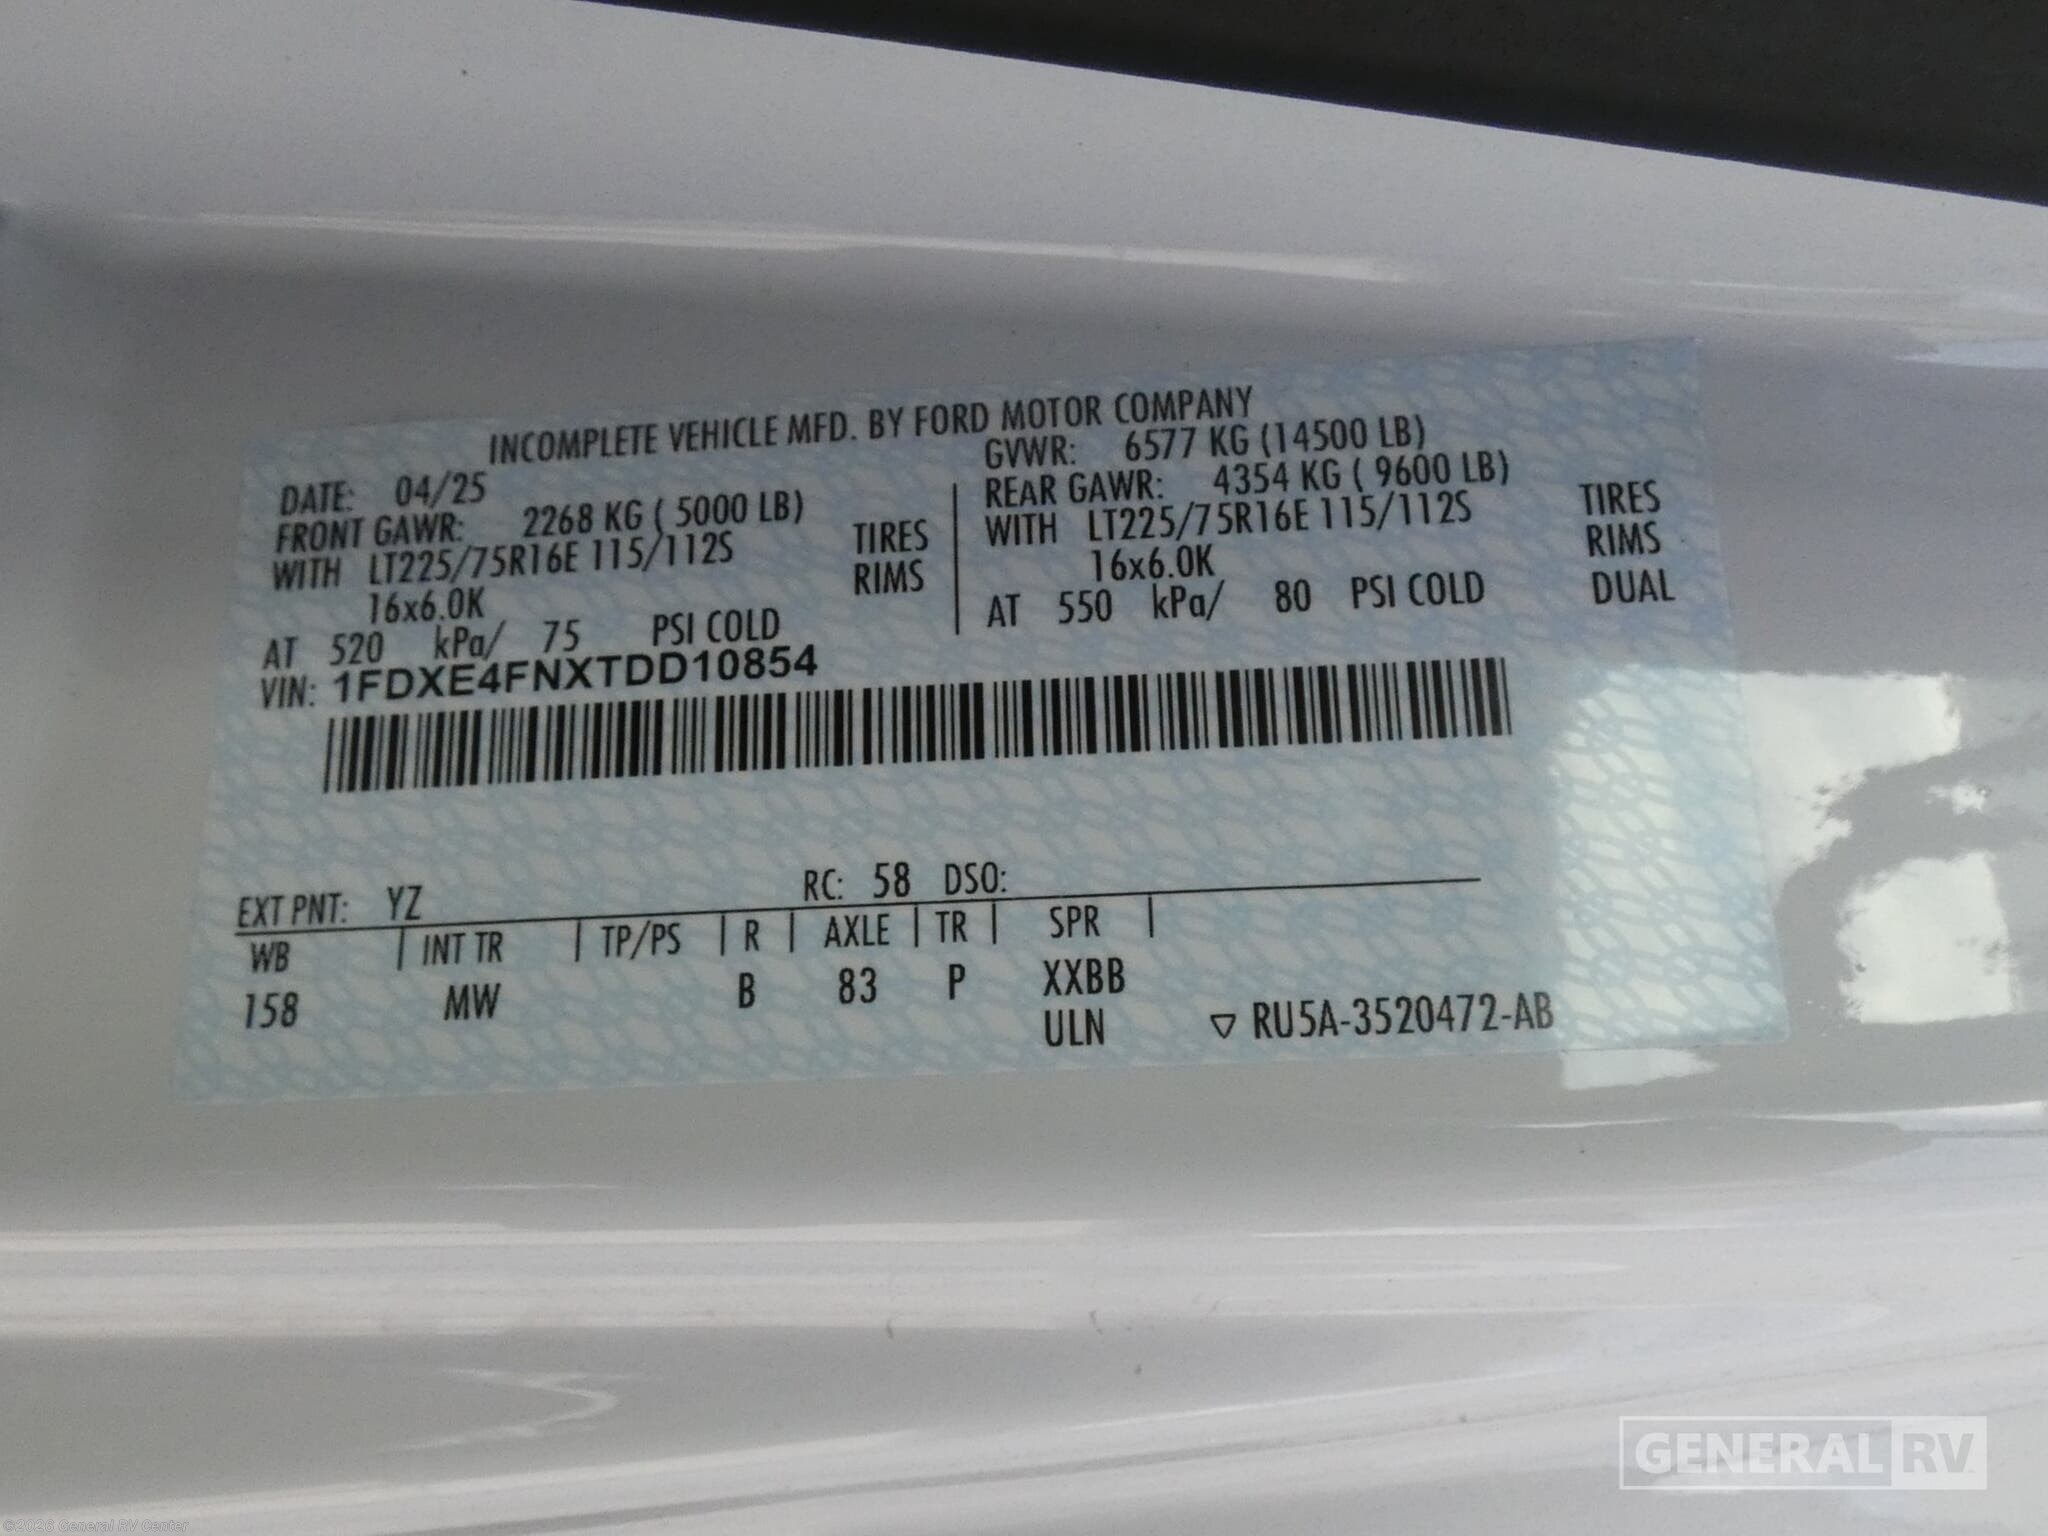 INCOMPLETE VEHICLE MFD. BY FORD MOTOR COMPANY
DATE: 04/25
GVWR: 6577 KG (14500 LB)
FRONT GAWR: 2268 KG ( 5000 LB)
REAR GAWR: 4354 KG ( 9600 LB)
WITH LT225/75R16E 115/112S TIRES
WITH LT225/75R16E 115/112S TIRES
16x6.0K RIMS
16x6.0K RIMS
AT 520 kPa/ 75 PSI COLD
AT 550 kPa/ 80 PSI COLD DUAL
VIN: 1FDXE4FNXTDD10854
EXT PNT: YZ RC: 58 DSO:
WB | INT TR | TP/PS | R | AXLE | TR | SPR |
158 MW B 83 P XXBB
ULN ▽ RU5A-3520472-AB
GENERAL RV
©2026 General RV Center